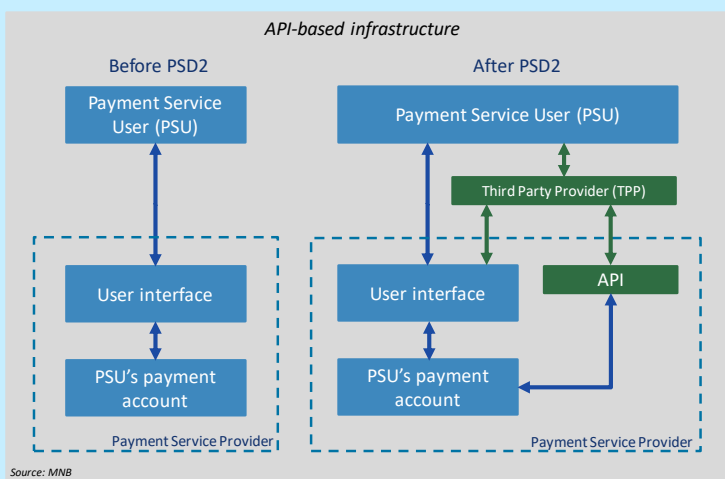 API-based infrastructure
Before PSD2
Payment Service
User (PSU)
User interface
PSU's payment
account
Payment Service Provider
After PSD2
Payment Service User (PSU)
Third Party Provider (TPP)
User interface
API
PSU's payment
account
Payment Service Provider
Source: MNB